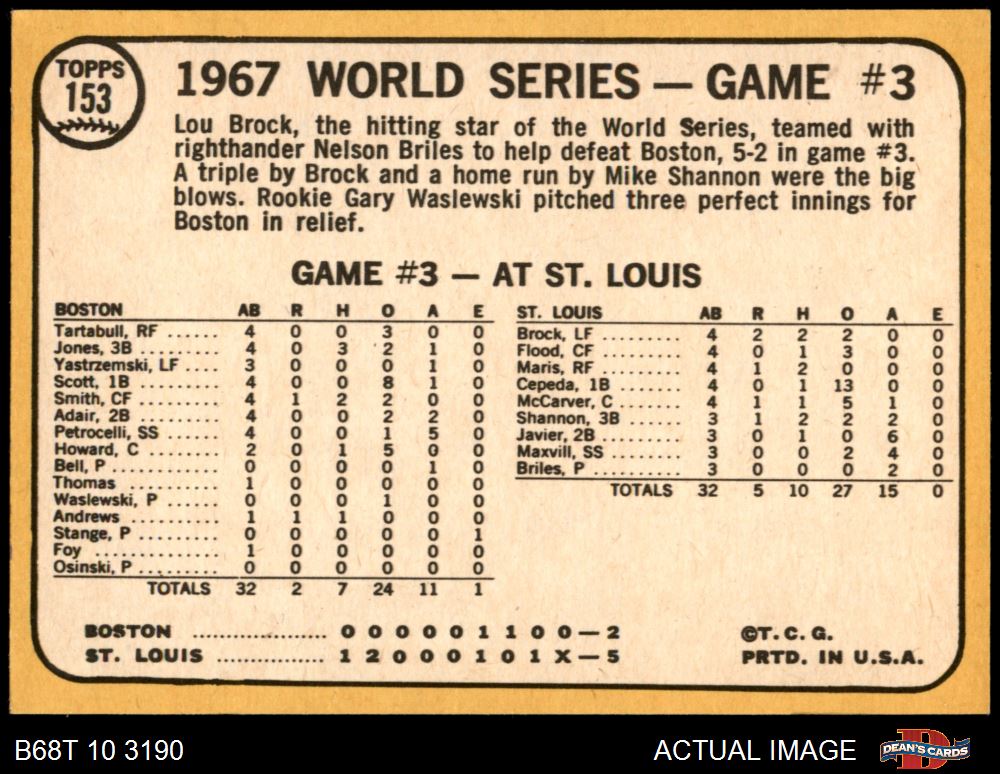 TOPPS
153
1967 WORLD SERIES — GAME #3
Lou Brock, the hitting star of the World Series, teamed with
righthander Nelson Briles to help defeat Boston, 5-2 in game #3.
A triple by Brock and a home run by Mike Shannon were the big
blows. Rookie Gary Waslewski pitched three perfect innings for
Boston in relief.
GAME #3 — AT ST. LOUIS
BOSTON AB R H O A E
Tartabull, RF ...... 4 0 0 3 0 0
Jones, 3B .......... 4 0 3 2 1 0
Yastrzemski, LF .... 3 0 0 0 1 0
Scott, 1B .......... 4 0 0 8 1 0
Smith, CF .......... 4 1 2 2 0 0
Adair, 2B .......... 4 0 0 2 2 0
Petrocelli, SS ...... 4 0 0 1 5 0
Howard, C .......... 2 0 1 5 0 0
Bell, P ............. 0 0 0 0 1 0
Thomas ............ 1 0 0 0 0 0
Waslewski, P ....... 0 0 0 1 0 0
Andrews ........... 1 1 1 0 0 0
Stange, P .......... 0 0 0 0 0 1
Foy ................ 1 0 0 0 0 0
Osinski, P .......... 0 0 0 0 0 0
TOTALS 32 2 7 24 11 1
ST. LOUIS AB R H O A E
Brock, LF .......... 4 2 2 2 0 0
Flood, CF .......... 4 0 1 3 0 0
Maris, RF .......... 4 1 2 0 0 0
Cepeda, 1B ........ 4 0 1 13 0 0
McCarver, C ........ 4 1 1 5 1 0
Shannon, 3B ....... 3 1 2 2 2 0
Javier, 2B .......... 3 0 1 0 6 0
Maxvill, SS ......... 3 0 0 2 4 0
Briles, P ........... 3 0 0 0 2 0
TOTALS 32 5 10 27 15 0
BOSTON .................... 0 0 0 0 0 1 1 0 0 — 2
ST. LOUIS ................ 1 2 0 0 0 1 0 1 X — 5
©T. C. G.
PRTD. IN U.S.A.
B68T 10 3190
ACTUAL IMAGE
DEAN'S CARDS